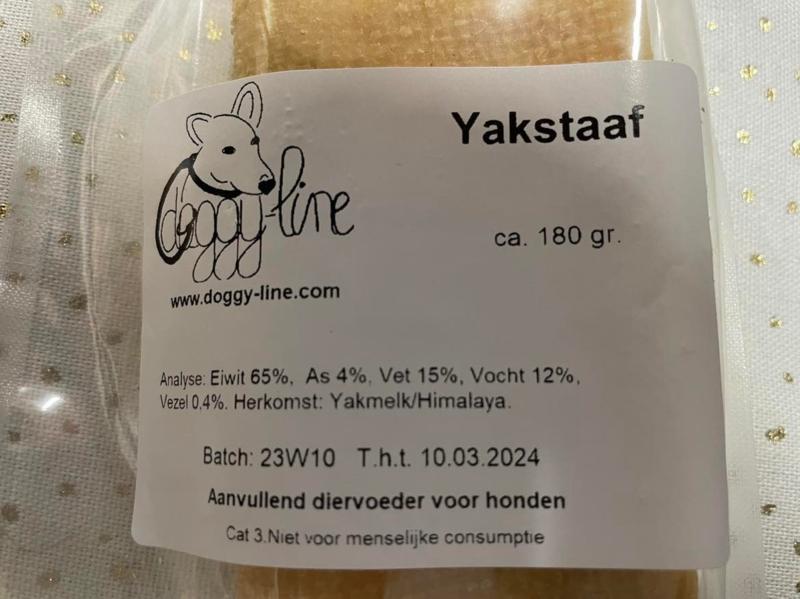 Yakstaaf
doggy-line
ca. 180 gr.
www.doggy-line.com
Analyse: Eiwit 65%, As 4%, Vet 15%, Vocht 12%,
Vezel 0,4%. Herkomst: Yakmelk/Himalaya.
Batch: 23W10 T.h.t. 10.03.2024
Aanvullend diervoeder voor honden
Cat 3.Niet voor menselijke consumptie